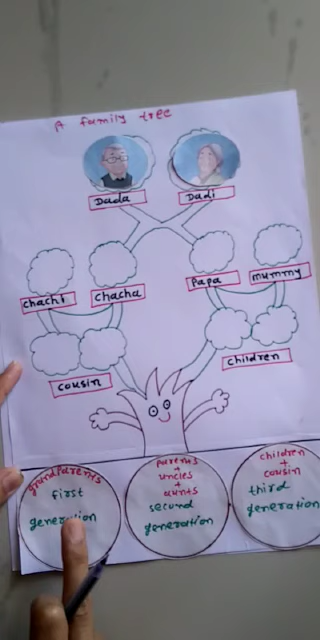 A family tree
Dada
Dadi
chachi
chacha
Papa
mummy
cousin
children
grandParents
first
generation
Parents
+
uncles
+
aunts
second
generation
children
+
cousin
third
generation